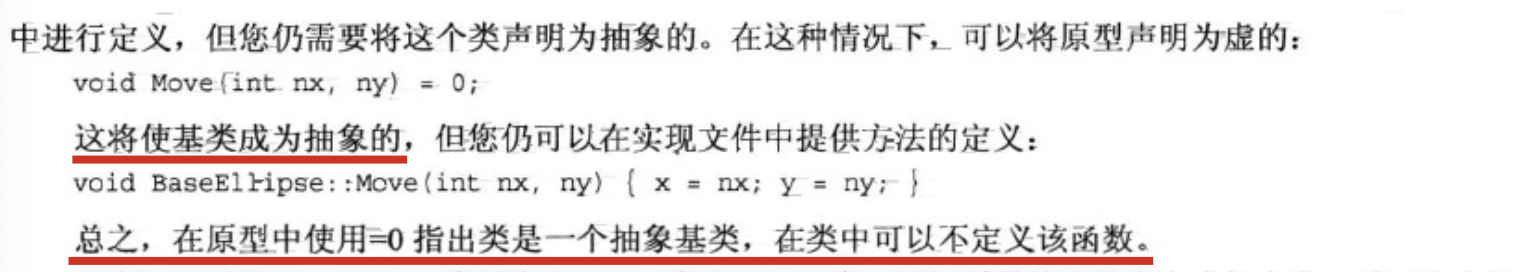 中进行定义，但您仍需要将这个类声明为抽象的。在这种情况下，可以将原型声明为虚的：
void Move(int nx, ny) = 0;
这将使基类成为抽象的，但您仍可以在实现文件中提供方法的定义：
void BaseEllipse::Move(int nx, ny) { x = nx; y = ny; }
总之，在原型中使用=0 指出类是一个抽象基类，在类中可以不定义该函数。